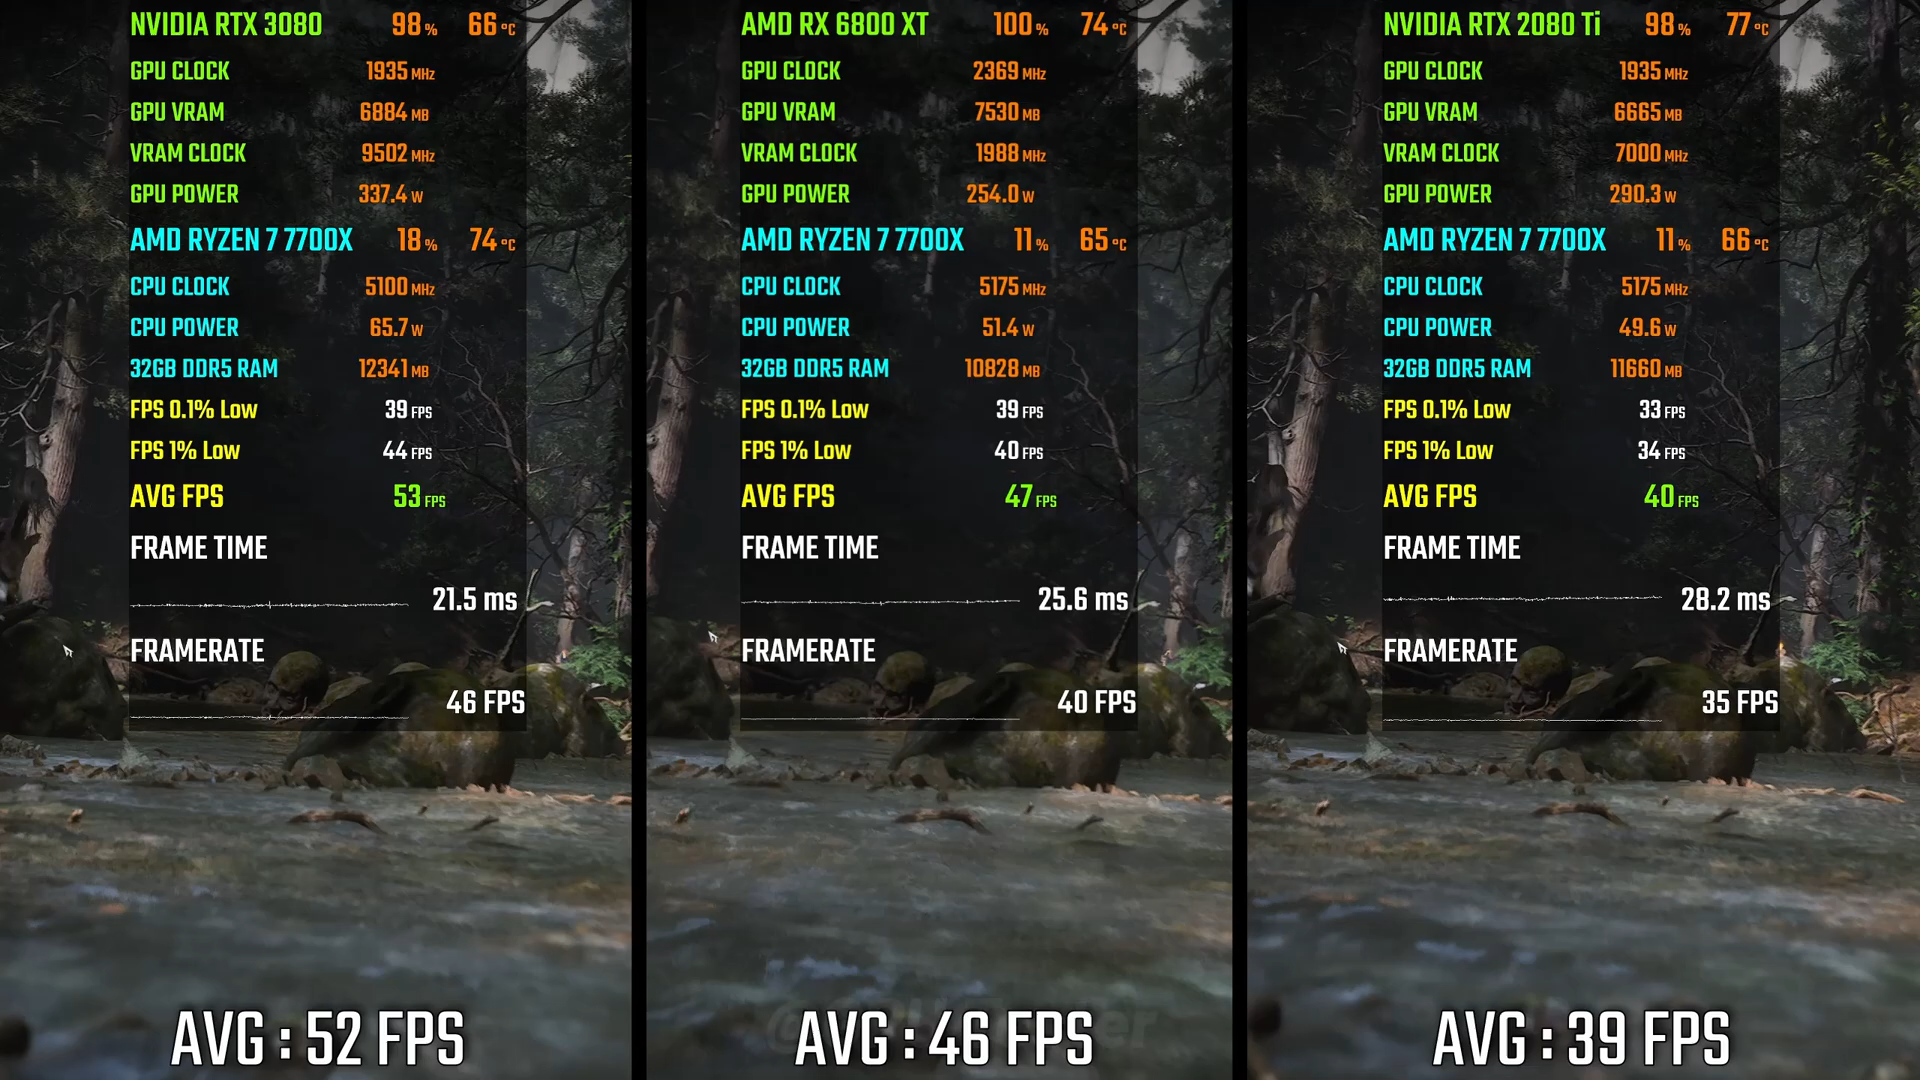 NVIDIA RTX 3080 98 % 66 °C
GPU CLOCK 1935 MHz
GPU VRAM 6884 MB
VRAM CLOCK 9502 MHz
GPU POWER 337.4 W
AMD RYZEN 7 7700X 18 % 74 °C
CPU CLOCK 5100 MHz
CPU POWER 65.7 W
32GB DDR5 RAM 12341 MB
FPS 0.1% Low 39 FPS
FPS 1% Low 44 FPS
AVG FPS 53 FPS
FRAME TIME
21.5 ms
FRAMERATE
46 FPS
AVG : 52 FPS
AMD RX 6800 XT 100 % 74 °C
GPU CLOCK 2369 MHz
GPU VRAM 7530 MB
VRAM CLOCK 1988 MHz
GPU POWER 254.0 W
AMD RYZEN 7 7700X 11 % 65 °C
CPU CLOCK 5175 MHz
CPU POWER 51.4 W
32GB DDR5 RAM 10828 MB
FPS 0.1% Low 39 FPS
FPS 1% Low 40 FPS
AVG FPS 47 FPS
FRAME TIME
25.6 ms
FRAMERATE
40 FPS
AVG : 46 FPS
NVIDIA RTX 2080 Ti 98 % 77 °C
GPU CLOCK 1935 MHz
GPU VRAM 6665 MB
VRAM CLOCK 7000 MHz
GPU POWER 290.3 W
AMD RYZEN 7 7700X 11 % 66 °C
CPU CLOCK 5175 MHz
CPU POWER 49.6 W
32GB DDR5 RAM 11660 MB
FPS 0.1% Low 33 FPS
FPS 1% Low 34 FPS
AVG FPS 40 FPS
FRAME TIME
28.2 ms
FRAMERATE
35 FPS
AVG : 39 FPS